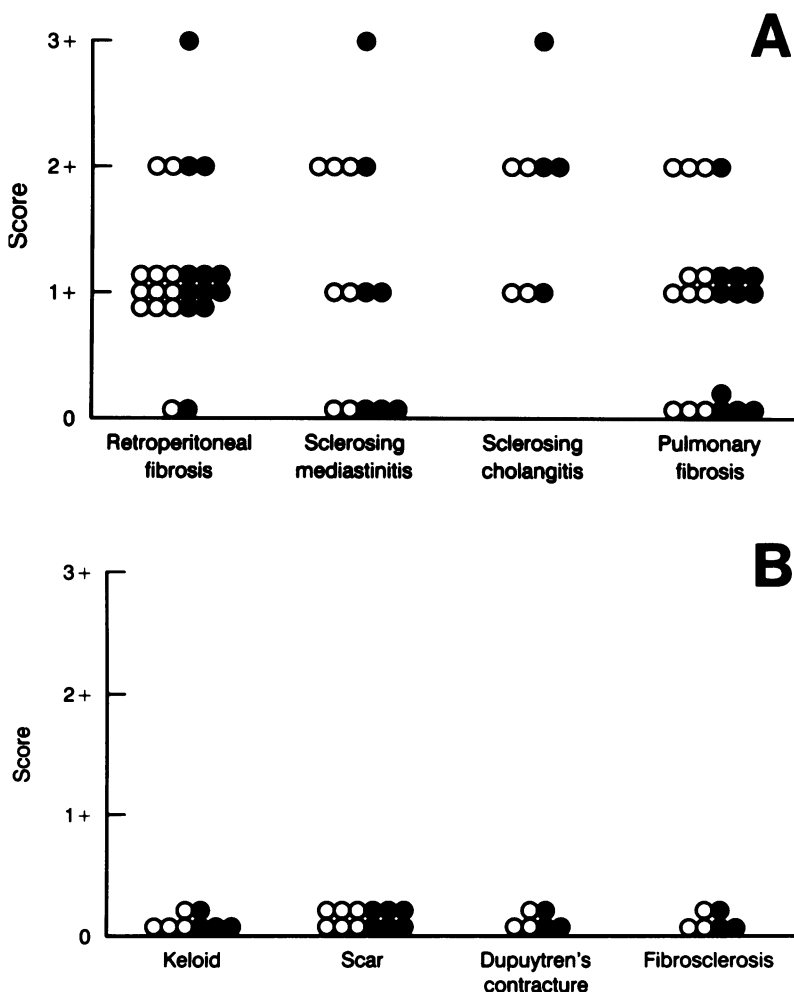 A
3+
2+
1+
0
Score
Retroperitoneal
fibrosis
Sclerosing
mediastinitis
Sclerosing
cholangitis
Pulmonary
fibrosis
B
3+
2+
1+
0
Score
Keloid
Scar
Dupuytren's
contracture
Fibrosclerosis